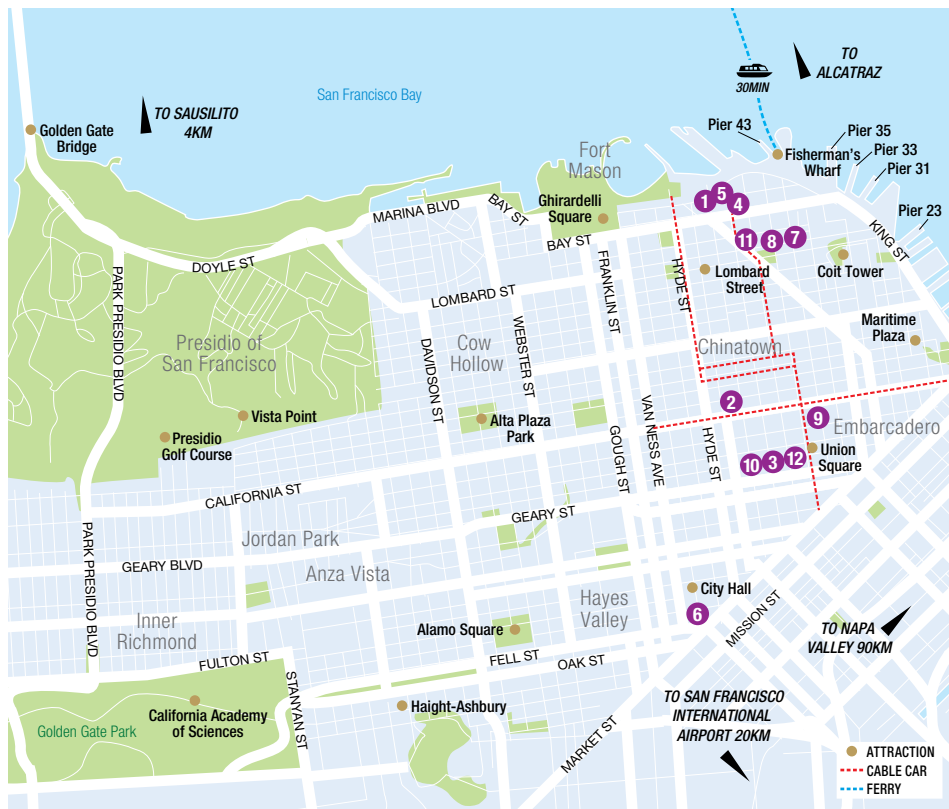 TO
ALCATRAZ
30MIN
San Francisco Bay
TO SAUSILITO
4KM
Golden Gate
Bridge
Pier 43
Pier 35
Pier 33
Pier 31
Pier 23
Fisherman's
Wharf
Fort
Mason
Ghirardelli
Square
MARINA BLVD
BAY ST
BAY ST
KING ST
1
5
4
11
8
7
DOYLE ST
LOMBARD ST
FRANKLIN ST
HYDE ST
Lombard
Street
Coit Tower
PARK PRESIDIO BLVD
Presidio of
San Francisco
DAVIDSON ST
Cow
Hollow
WEBSTER ST
Chinatown
Maritime
Plaza
Vista Point
Presidio
Golf Course
Alta Plaza
Park
GOUGH ST
VAN NESS AVE
HYDE ST
2
9
Embarcadero
Union
Square
10
3
12
CALIFORNIA ST
GEARY ST
PARK PRESIDIO BLVD
Jordan Park
GEARY BLVD
Anza Vista
Inner
Richmond
Hayes
Valley
City Hall
6
MISSION ST
Alamo Square
TO NAPA
VALLEY 90KM
FULTON ST
FELL ST
OAK ST
STANYAN ST
California Academy
of Sciences
Golden Gate Park
Haight-Ashbury
MARKET ST
TO SAN FRANCISCO
INTERNATIONAL
AIRPORT 20KM
ATTRACTION
CABLE CAR
FERRY